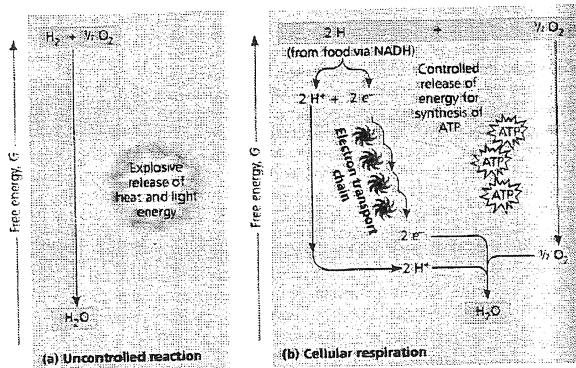 H₂ + ½ O₂
Free energy, G
Explosive
release of
heat and light
energy
H₂O
(a) Uncontrolled reaction
2 H + ½ O₂
(from food via NADH)
2 H⁺ + 2 e⁻
Controlled
release of
energy for
synthesis of
ATP
ATP
ATP
ATP
Electron transport
chain
Free energy, G
2 e⁻
½ O₂
2 H⁺
H₂O
(b) Cellular respiration